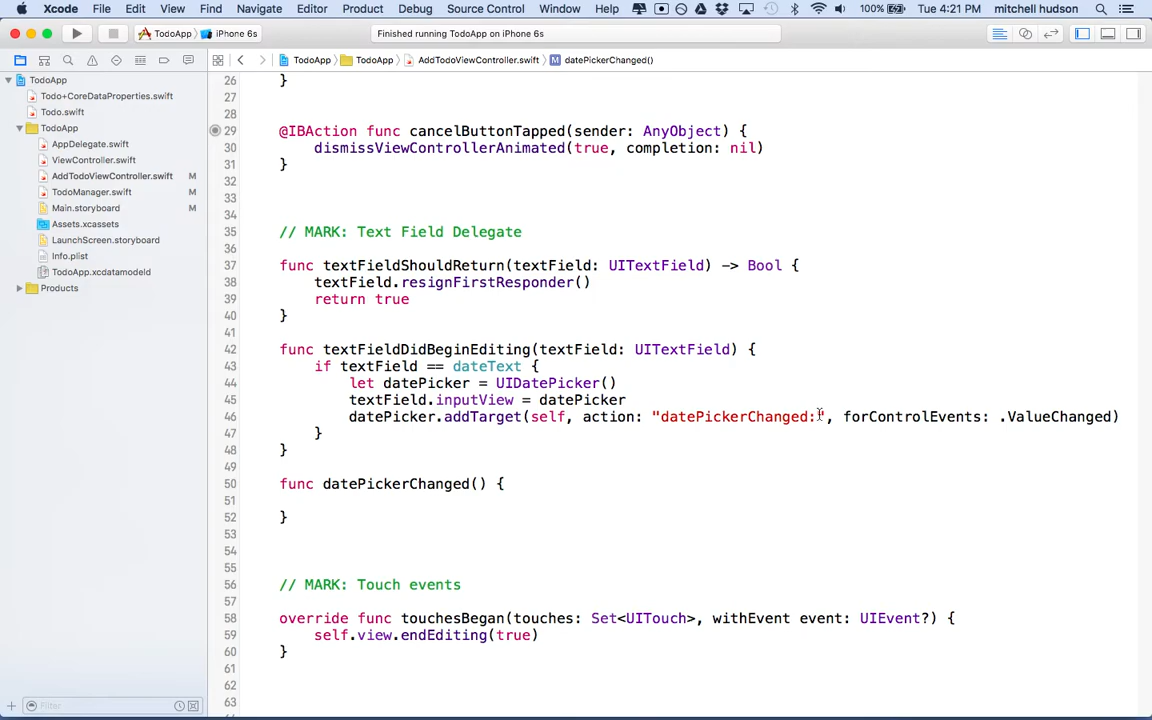 Xcode File Edit View Find Navigate Editor Product Debug Source Control Window Help 100% Tue 4:21 PM mitchell hudson
TodoApp iPhone 6s Finished running TodoApp on iPhone 6s
TodoApp TodoApp AddTodoViewController.swift M datePickerChanged()
TodoApp
Todo+CoreDataProperties.swift
Todo.swift
TodoApp
AppDelegate.swift
ViewController.swift
AddTodoViewController.swift M
TodoManager.swift M
Main.storyboard M
Assets.xcassets
LaunchScreen.storyboard
Info.plist
TodoApp.xcdatamodeld
Products
Filter
26 }
27
28
29 @IBAction func cancelButtonTapped(sender: AnyObject) {
30 dismissViewControllerAnimated(true, completion: nil)
31 }
32
33
34
35 // MARK: Text Field Delegate
36
37 func textFieldShouldReturn(textField: UITextField) -> Bool {
38 textField.resignFirstResponder()
39 return true
40 }
41
42 func textFieldDidBeginEditing(textField: UITextField) {
43 if textField == dateText {
44 let datePicker = UIDatePicker()
45 textField.inputView = datePicker
46 datePicker.addTarget(self, action: "datePickerChanged:", forControlEvents: .ValueChanged)
47 }
48 }
49
50 func datePickerChanged() {
51
52 }
53
54
55
56 // MARK: Touch events
57
58 override func touchesBegan(touches: Set<UITouch>, withEvent event: UIEvent?) {
59 self.view.endEditing(true)
60 }
61
62
63